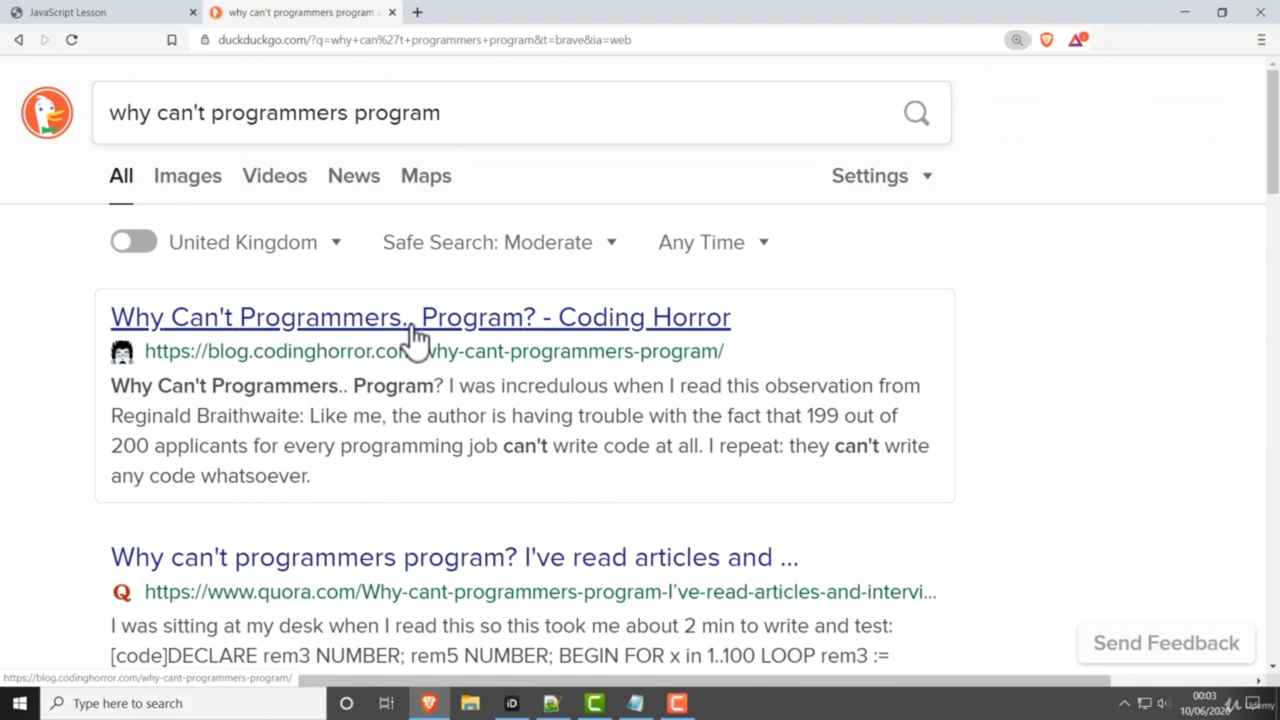 JavaScript Lesson
why can't programmers program a
duckduckgo.com/?q=why+can%27t+programmers+program&t=brave&ia=web
1
why can't programmers program
All Images Videos News Maps
Settings
United Kingdom Safe Search: Moderate Any Time
Why Can't Programmers.. Program? - Coding Horror
https://blog.codinghorror.com/why-cant-programmers-program/
Why Can't Programmers.. Program? I was incredulous when I read this observation from
Reginald Braithwaite: Like me, the author is having trouble with the fact that 199 out of
200 applicants for every programming job can't write code at all. I repeat: they can't write
any code whatsoever.
Why can't programmers program? I've read articles and ...
Q
https://www.quora.com/Why-cant-programmers-program-I've-read-articles-and-intervi...
I was sitting at my desk when I read this so this took me about 2 min to write and test:
[code]DECLARE rem3 NUMBER; rem5 NUMBER; BEGIN FOR x in 1..100 LOOP rem3 :=
Send Feedback
https://blog.codinghorror.com/why-cant-programmers-program/
Type here to search
iD
C
C
00:03
10/06/2020
Udemy